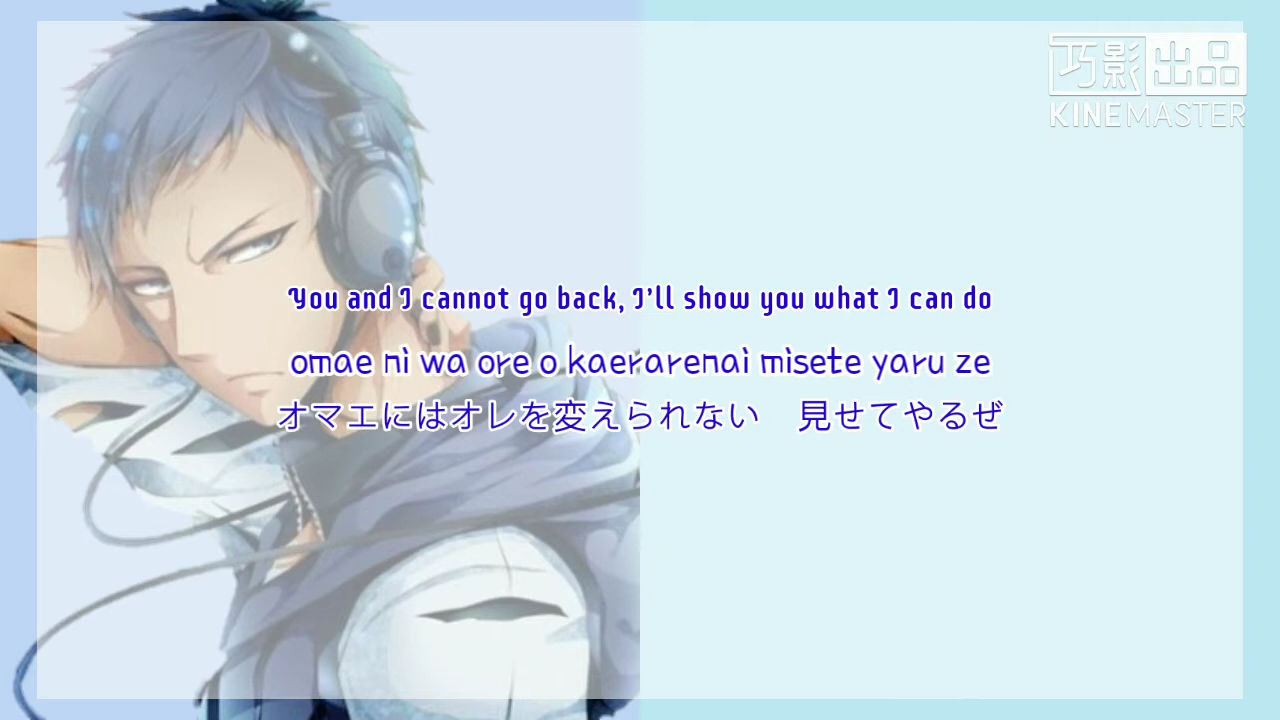 巧影出品
KINEMASTER
You and I cannot go back, I'll show you what I can do
omae ni wa ore o kaerarenai misete yaru ze
オマエにはオレを変えられない　見せてやるぜ